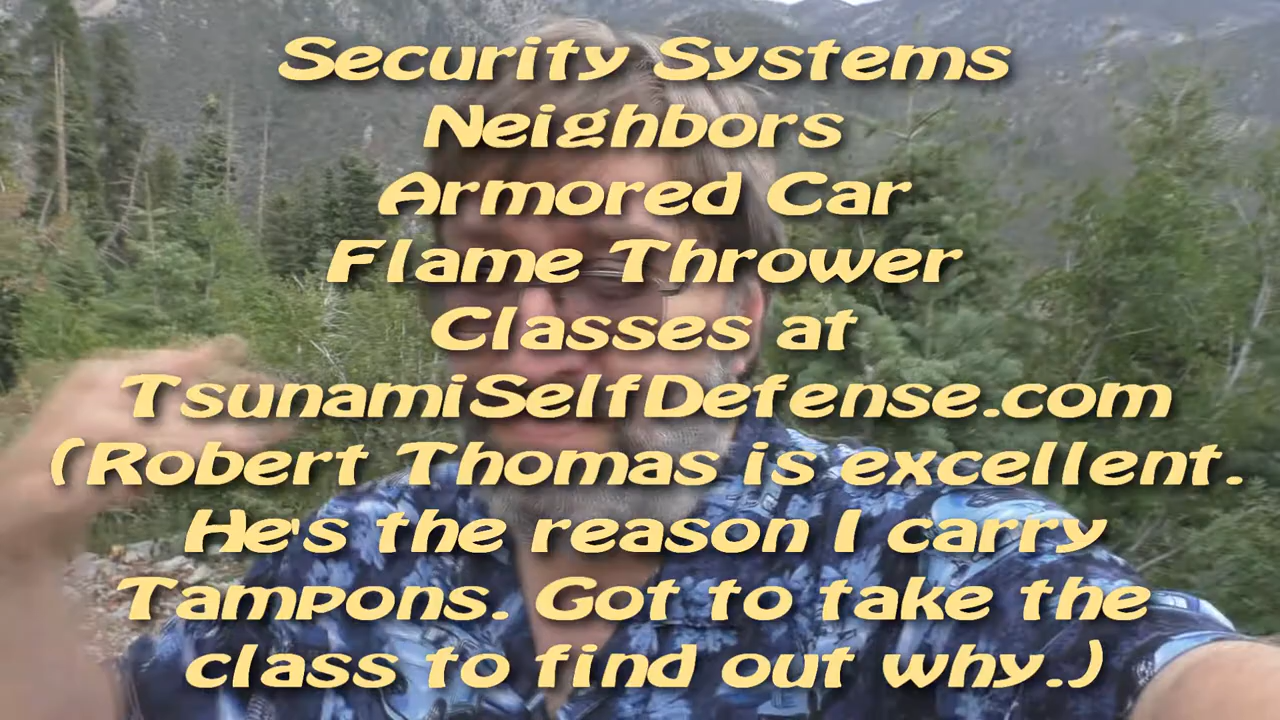 Security Systems
Neighbors
Armored Car
Flame Thrower
Classes at
TsunamiSelfDefense.com
(Robert Thomas is excellent.
He's the reason I carry
Tampons. Got to take the
class to find out why.)